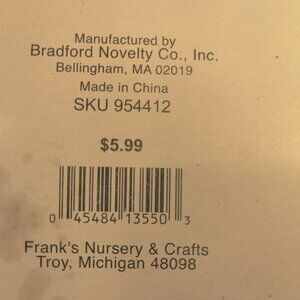 Manufactured by
Bradford Novelty Co., Inc.
Bellingham, MA 02019
Made in China
SKU 954412
$5.99
0 45484 13550 3
Frank's Nursery & Crafts
Troy, Michigan 48098